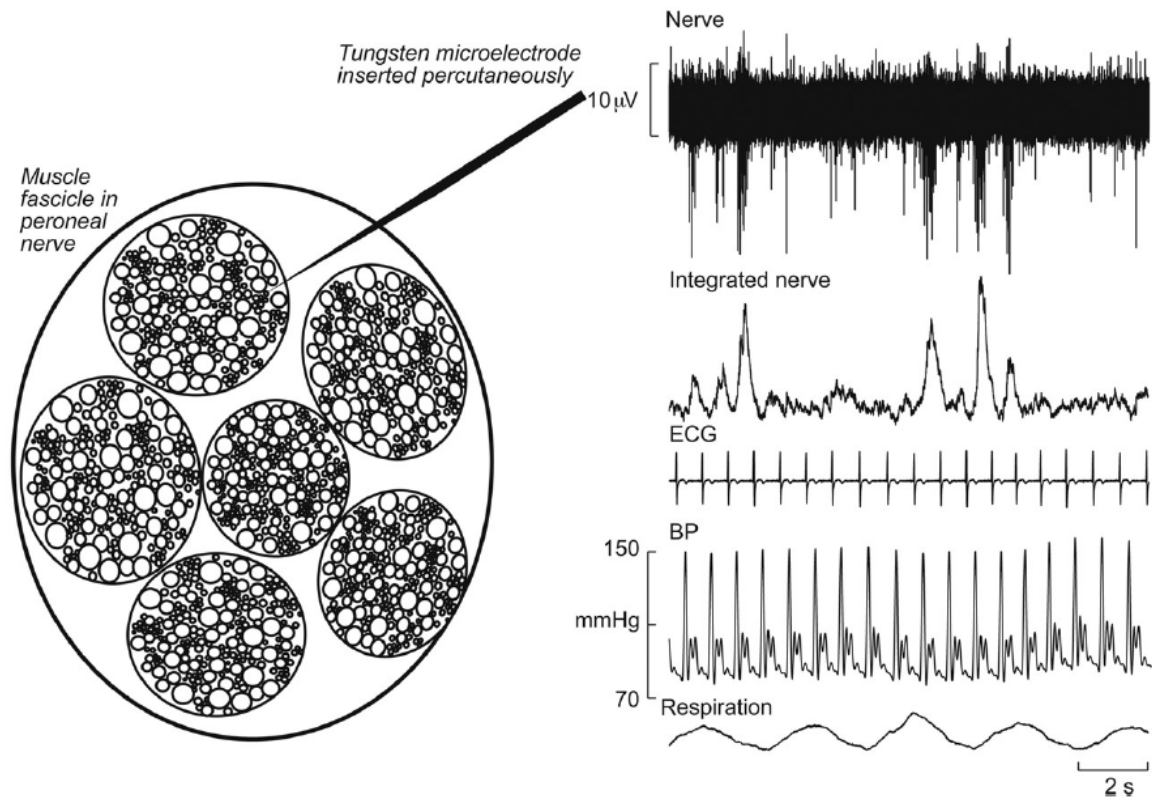 Tungsten microelectrode
inserted percutaneously
Muscle
fascicle in
peroneal
nerve
Nerve
10 μV
Integrated nerve
ECG
BP
150
mmHg
70
Respiration
2 s